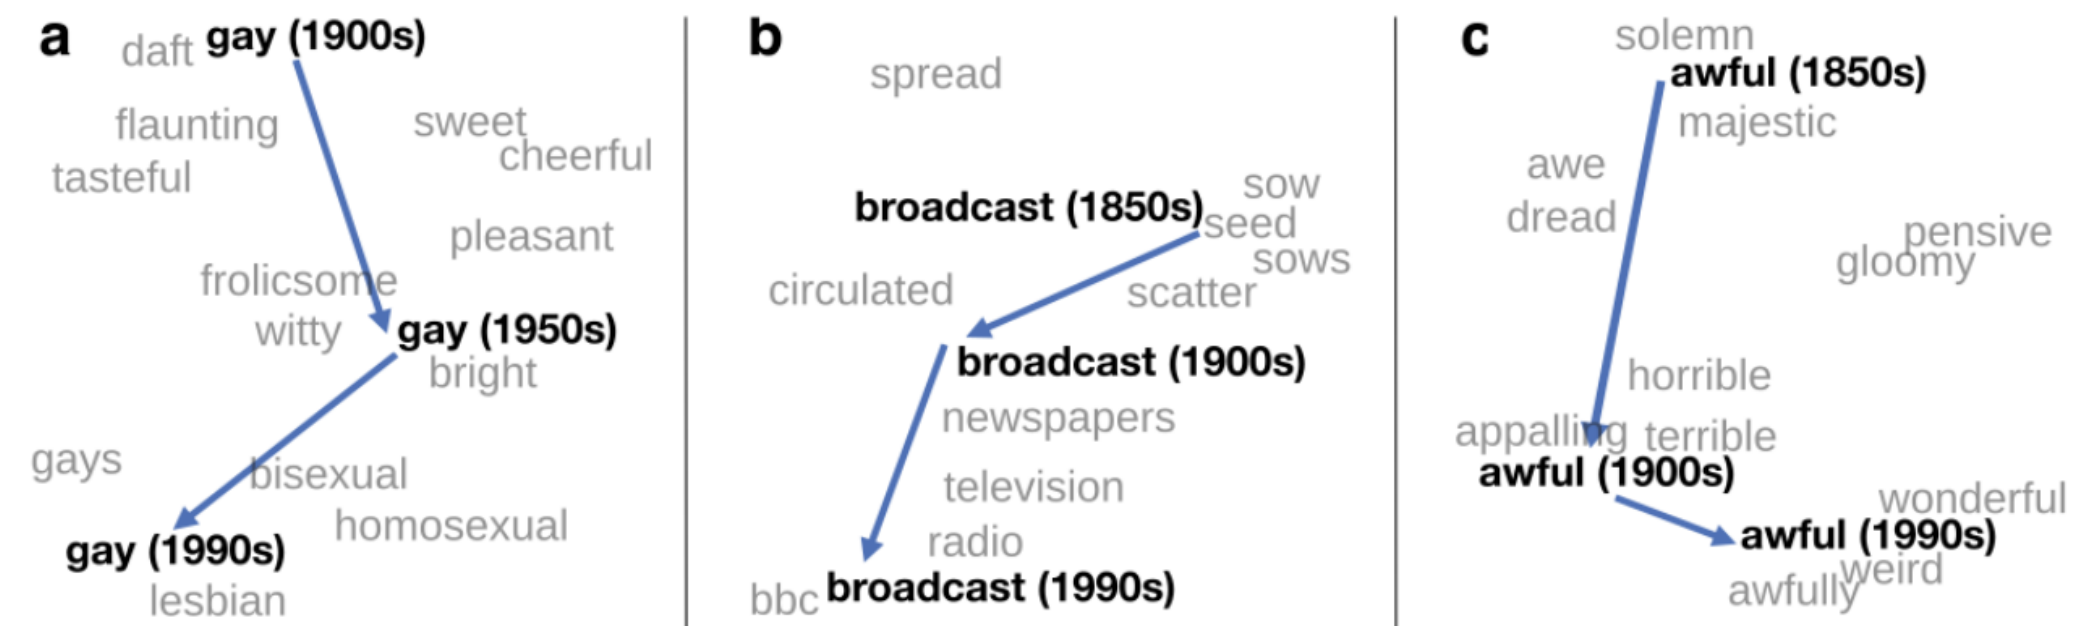 a
daft gay (1900s)
flaunting
sweet
cheerful
tasteful
pleasant
frolicsome
witty
gay (1950s)
bright
gays
bisexual
homosexual
gay (1990s)
lesbian
b
spread
sow
broadcast (1850s)
seed
sows
circulated
scatter
broadcast (1900s)
newspapers
television
radio
bbc broadcast (1990s)
c
solemn
awful (1850s)
majestic
awe
dread
pensive
gloomy
horrible
appalling terrible
awful (1900s)
wonderful
awful (1990s)
weird
awfully